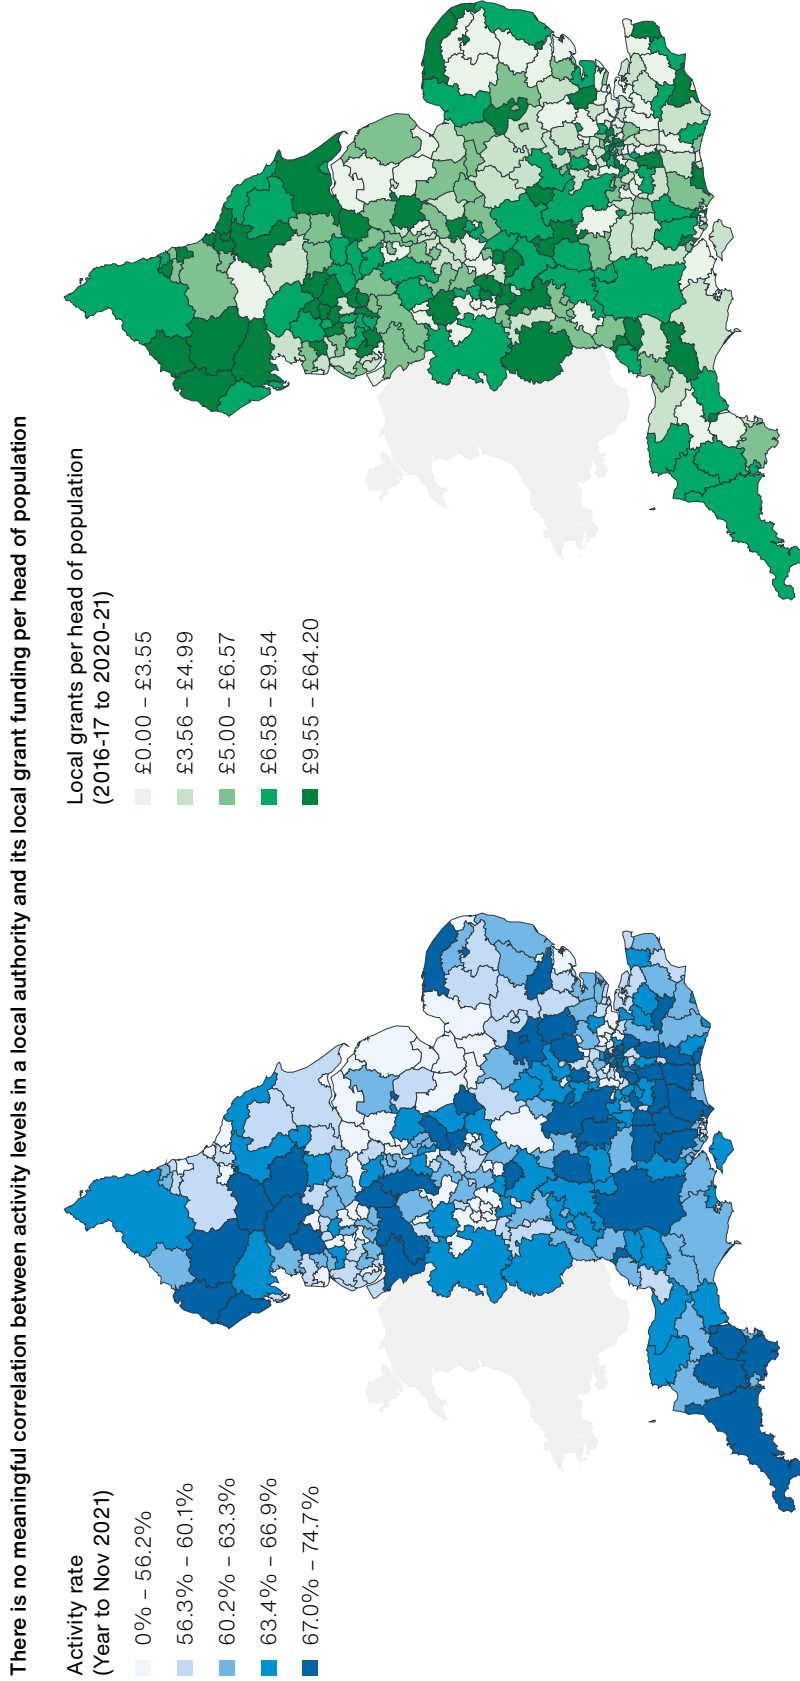 There is no meaningful correlation between activity levels in a local authority and its local grant funding per head of population
Activity rate
(Year to Nov 2021)
0% – 56.2%
56.3% – 60.1%
60.2% – 63.3%
63.4% – 66.9%
67.0% – 74.7%
Local grants per head of population
(2016-17 to 2020-21)
£0.00 – £3.55
£3.56 – £4.99
£5.00 – £6.57
£6.58 – £9.54
£9.55 – £64.20